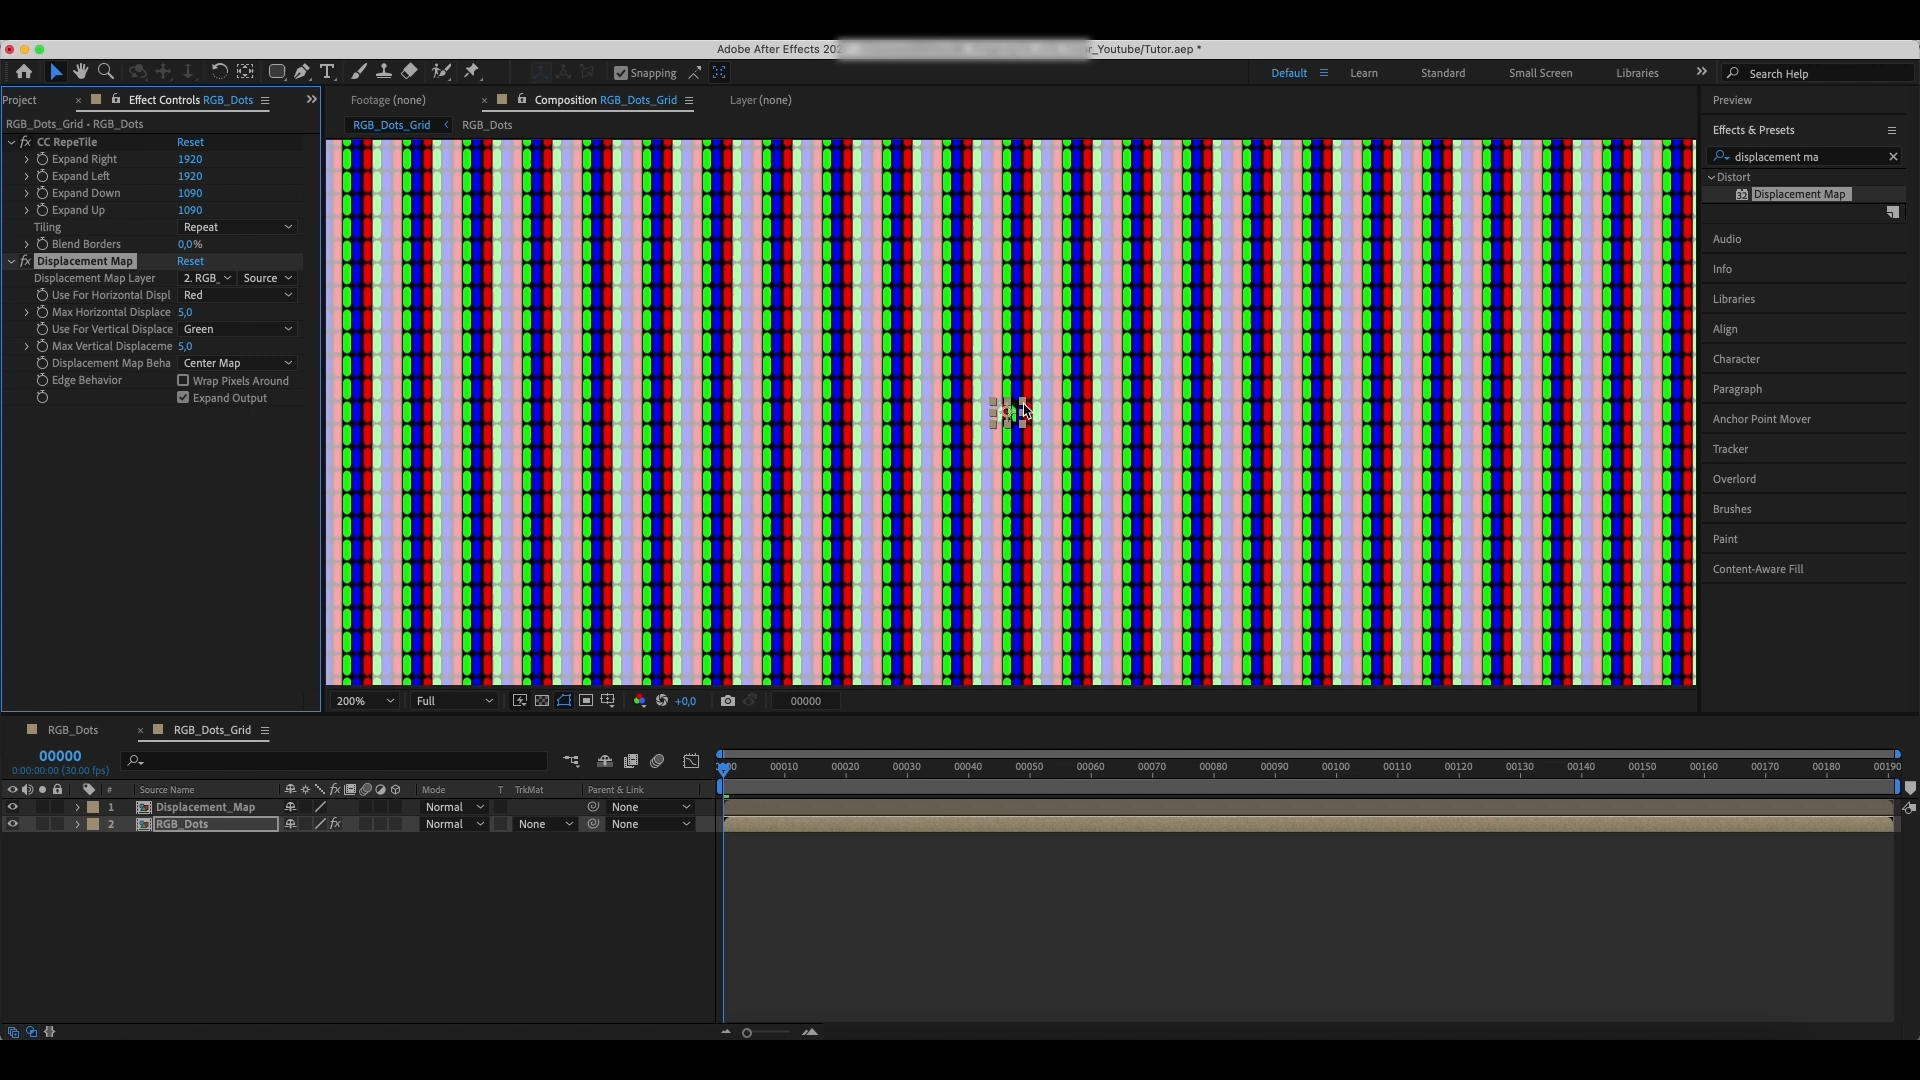 Adobe After Effects 202
r_Youtube/Tutor.aep *
Snapping
Default
Learn
Standard
Small Screen
Libraries
Search Help
Project
Effect Controls RGB_Dots
Footage (none)
Composition RGB_Dots_Grid
Layer (none)
RGB_Dots_Grid • RGB_Dots
RGB_Dots_Grid
RGB_Dots
fx CC RepeTile Reset
Expand Right 1920
Expand Left 1920
Expand Down 1090
Expand Up 1090
Tiling Repeat
Blend Borders 0,0%
fx Displacement Map Reset
Displacement Map Layer 2. RGB_ Source
Use For Horizontal Displ Red
Max Horizontal Displace 5,0
Use For Vertical Displace Green
Max Vertical Displaceme 5,0
Displacement Map Beha Center Map
Edge Behavior Wrap Pixels Around
Expand Output
Preview
Effects & Presets
displacement ma
Distort
32 Displacement Map
Audio
Info
Libraries
Align
Character
Paragraph
Anchor Point Mover
Tracker
Overlord
Brushes
Paint
Content-Aware Fill
200% Full +0,0 00000
RGB_Dots
RGB_Dots_Grid
00000
0:00:00:00 (30.00 fps)
00010 00020 00030 00040 00050 00060 00070 00080 00090 00100 00110 00120 00130 00140 00150 00160 00170 00180 00190
# Source Name fx Mode T TrkMat Parent & Link
1 Displacement_Map Normal None
2 RGB_Dots fx Normal None None